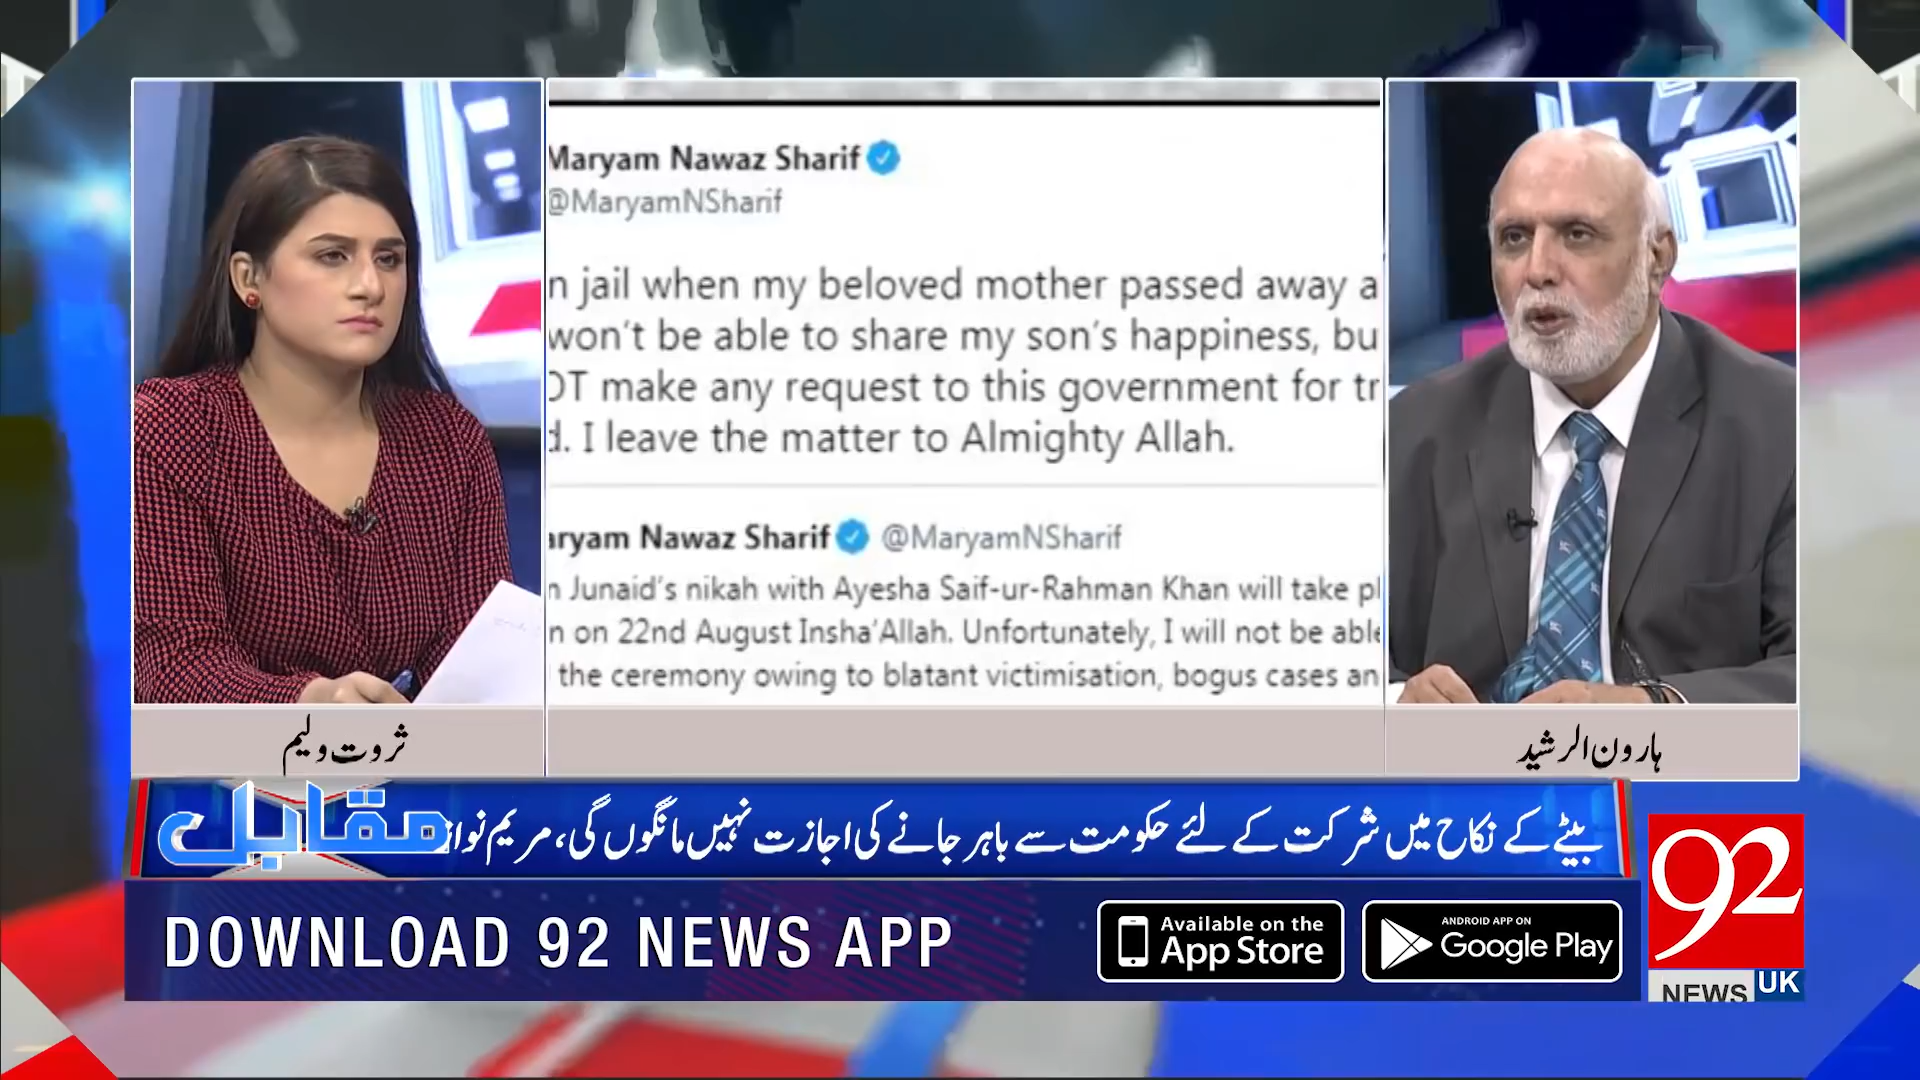 Maryam Nawaz Sharif
@MaryamNSharif
n jail when my beloved mother passed away a
won't be able to share my son's happiness, bu
OT make any request to this government for tr
d. I leave the matter to Almighty Allah.
aryam Nawaz Sharif @MaryamNSharif
n Junaid's nikah with Ayesha Saif-ur-Rahman Khan will take pl
n on 22nd August Insha'Allah. Unfortunately, I will not be able
the ceremony owing to blatant victimisation, bogus cases an
ثروت ولیم
ہارون الرشید
مقابل
بیٹے کے نکاح میں شرکت کے لئے حکومت سے باہر جانے کی اجازت نہیں مانگوں گی، مریم نواز
DOWNLOAD 92 NEWS APP
Available on the
App Store
ANDROID APP ON
Google Play
92
NEWS UK